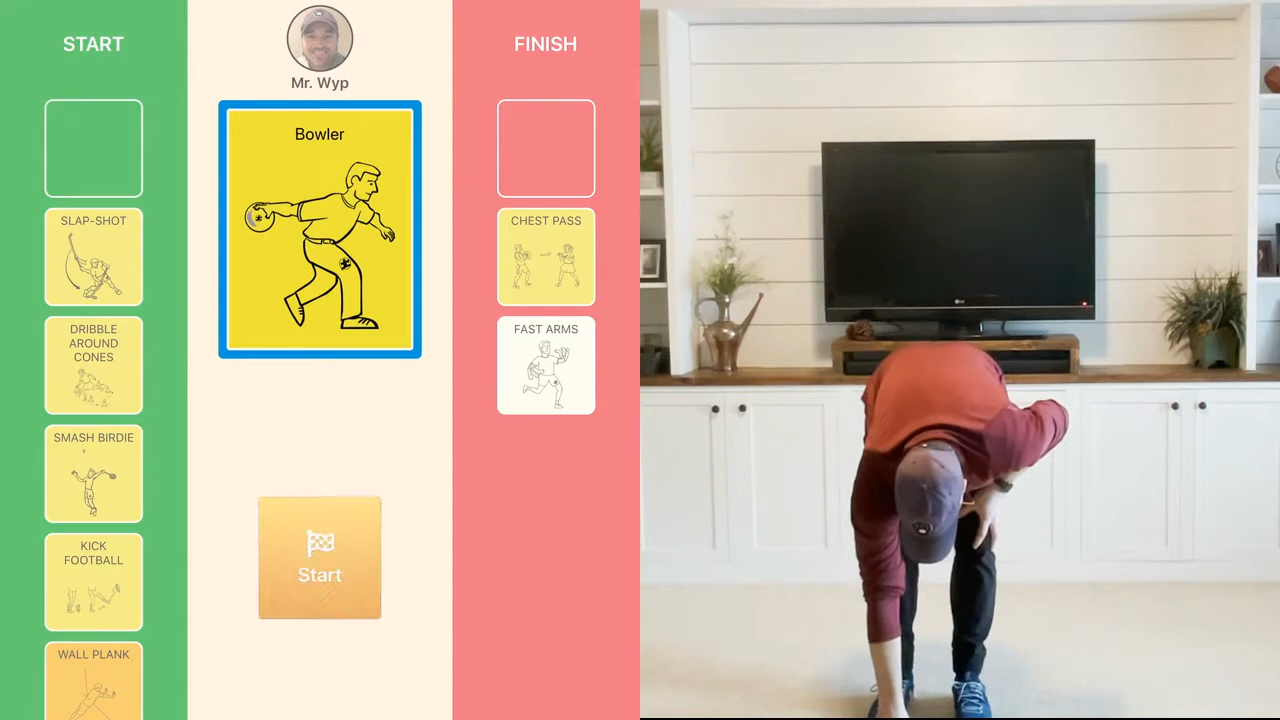 START
SLAP-SHOT
DRIBBLE
AROUND
CONES
SMASH BIRDIE
KICK
FOOTBALL
WALL PLANK
Mr. Wyp
Bowler
Start
FINISH
CHEST PASS
FAST ARMS
LG